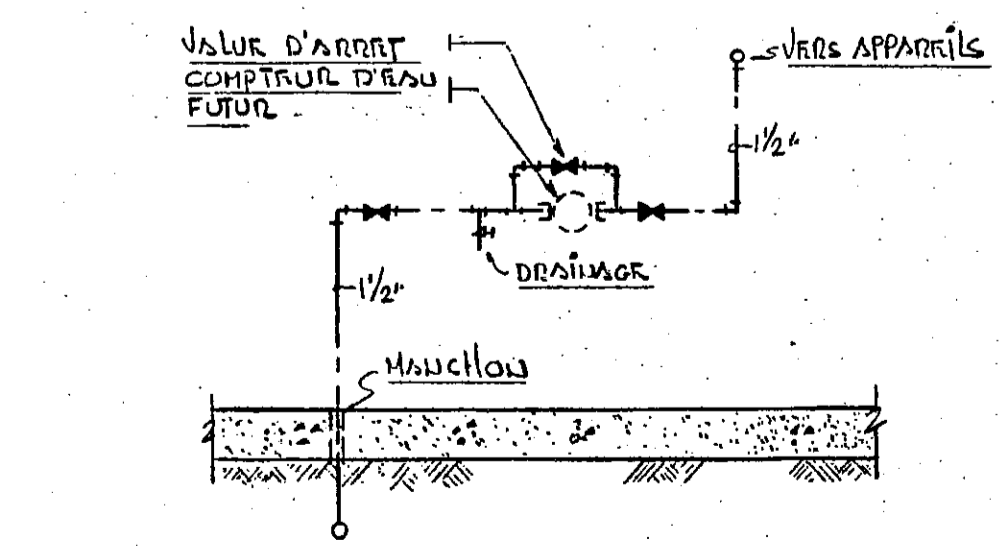 VALVE D'ARRET
COMPTEUR D'EAU
FUTUR
VERS APPAREILS
1½"
DRAINAGE
1½"
MANCHON